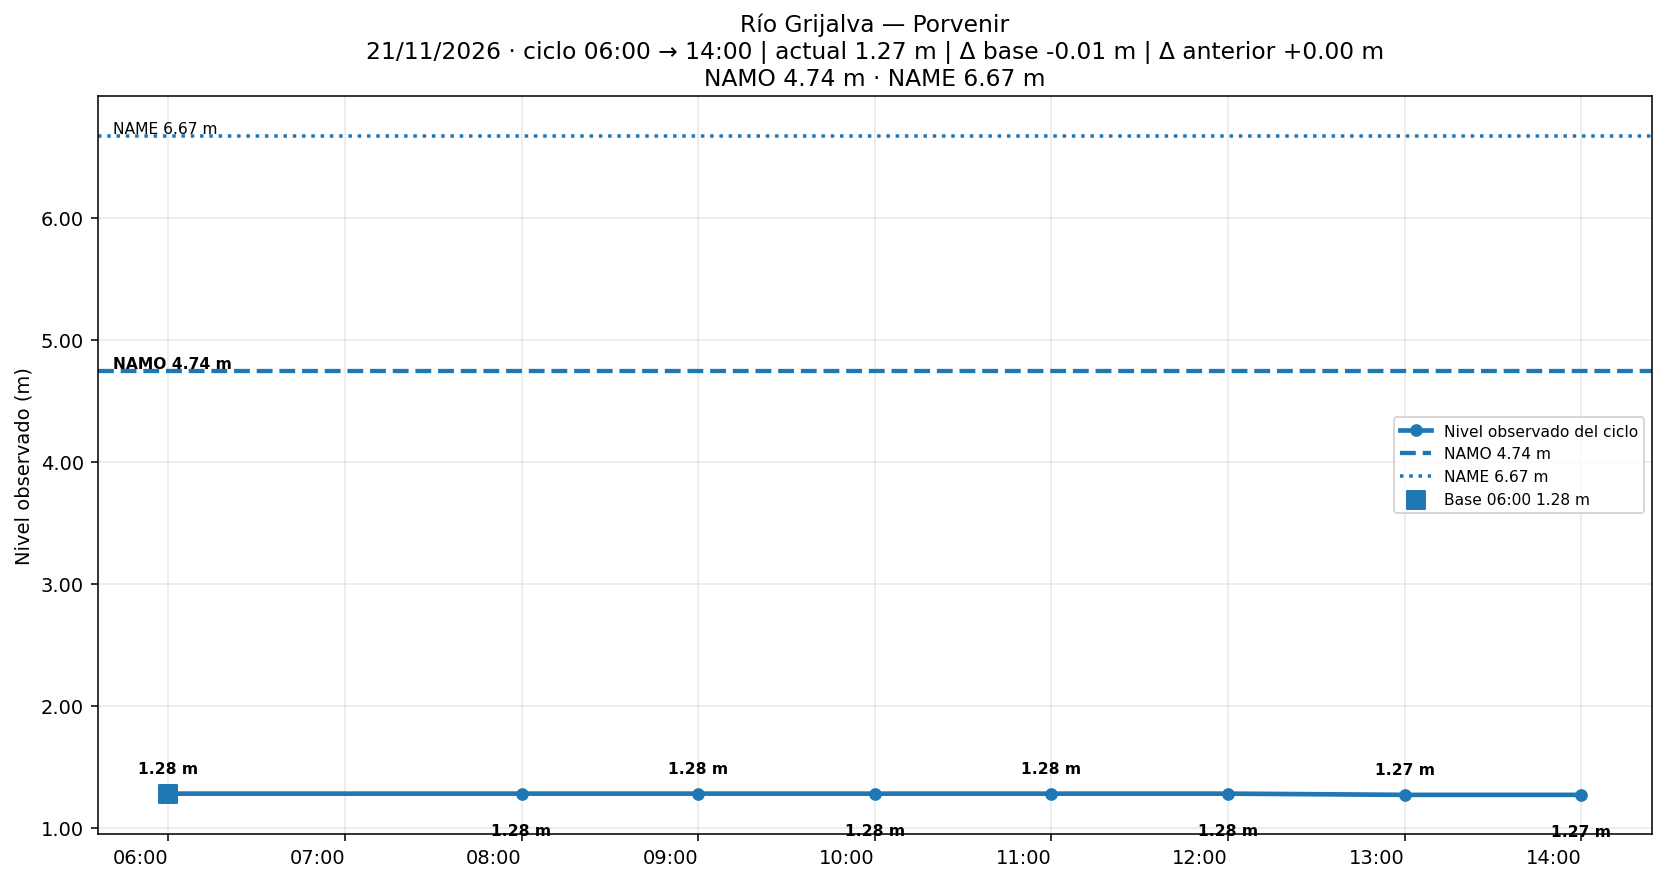 Río Grijalva — Porvenir
21/11/2026 · ciclo 06:00 → 14:00 | actual 1.27 m | Δ base -0.01 m | Δ anterior +0.00 m
NAMO 4.74 m · NAME 6.67 m
NAME 6.67 m
6.00
5.00
NAMO 4.74 m
Nivel observado (m)
Nivel observado del ciclo
NAMO 4.74 m
NAME 6.67 m
Base 06:00 1.28 m
4.00
3.00
2.00
1.28 m 1.28 m 1.28 m 1.27 m
1.00
1.28 m 1.28 m 1.28 m 1.27 m
06:00 07:00 08:00 09:00 10:00 11:00 12:00 13:00 14:00